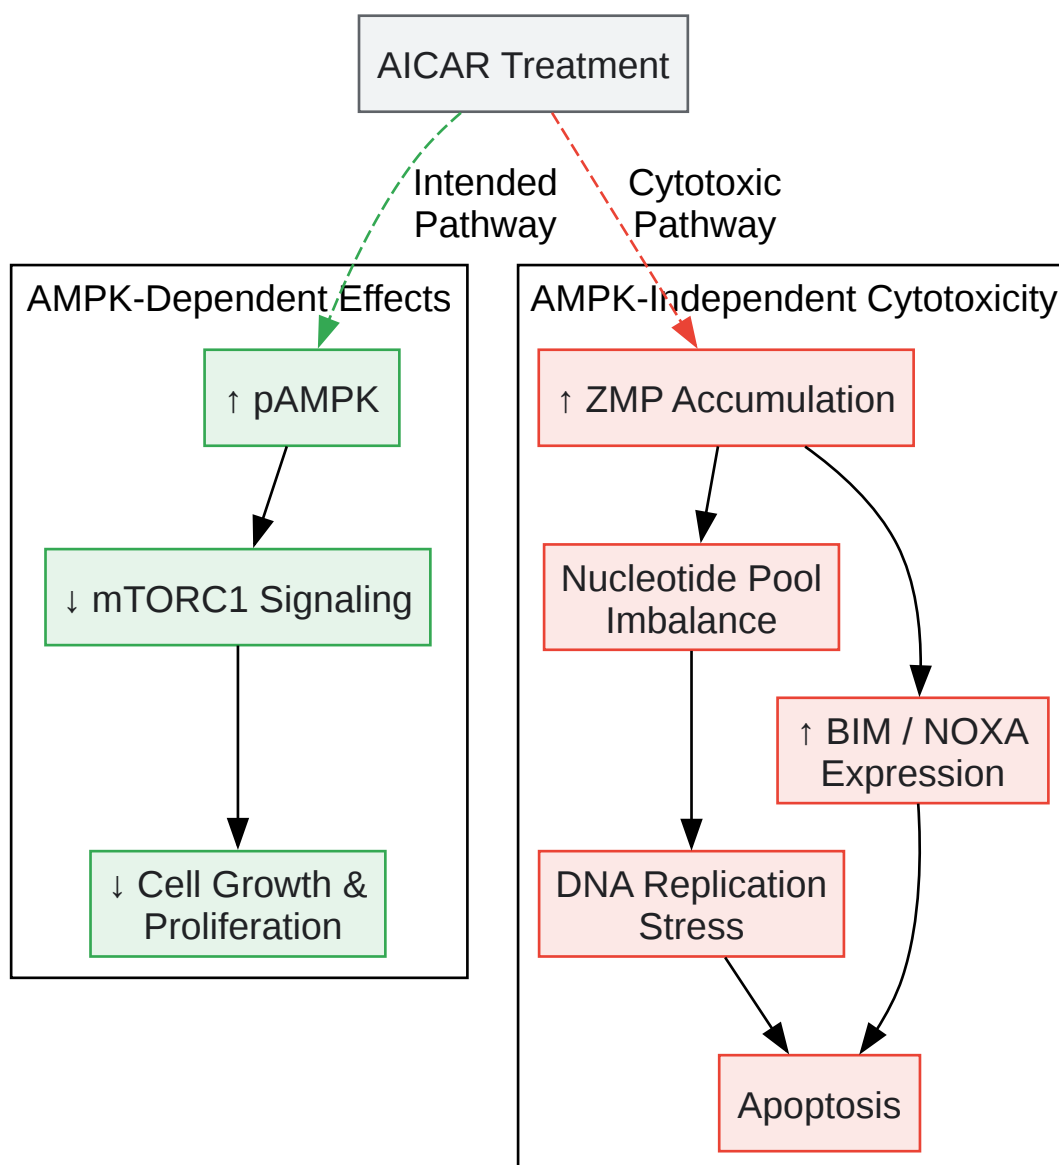 AICAR Treatment
Intended
Pathway
Cytotoxic
Pathway
AMPK-Dependent Effects
↑ pAMPK
↓ mTORC1 Signaling
↓ Cell Growth &
Proliferation
AMPK-Independent Cytotoxicity
↑ ZMP Accumulation
Nucleotide Pool
Imbalance
↑ BIM / NOXA
Expression
DNA Replication
Stress
Apoptosis